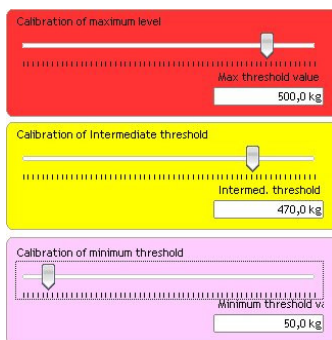 Calibration of maximum level
Max threshold value
500,0 kg
Calibration of Intermediate threshold
Intermed. threshold
470,0 kg
Calibration of minimum threshold
Minimum threshold va
50,0 kg